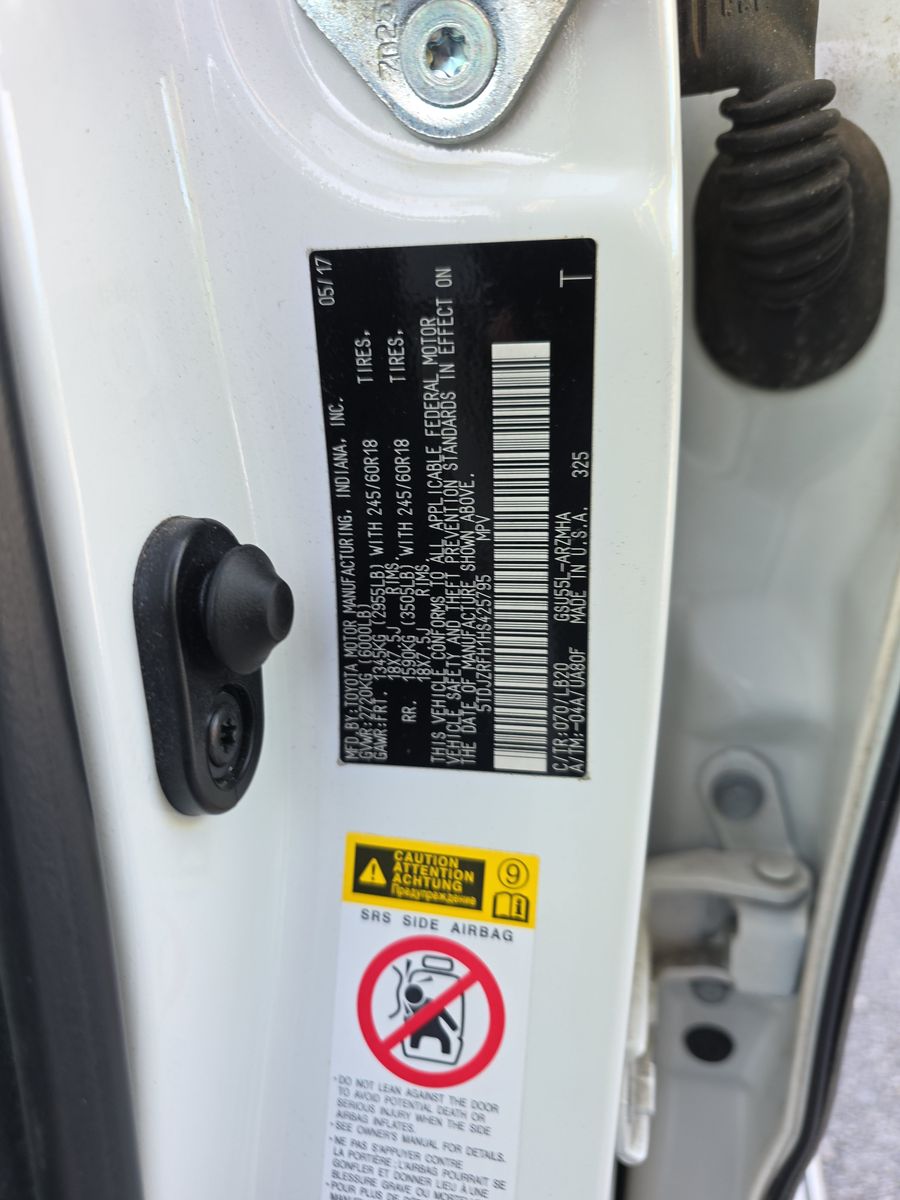 7025
MFD.BY:TOYOTA MOTOR MANUFACTURING, INDIANA, INC. 05/17
GVWR:2720KG (6000LB)
GAWR:FRT. 1345KG (2955LB) WITH 245/60R18 TIRES,
18X7.5J RIMS,
RR. 1590KG (3505LB) WITH 245/60R18 TIRES,
18X7.5J RIMS,
THIS VEHICLE CONFORMS TO ALL APPLICABLE FEDERAL MOTOR
VEHICLE SAFETY AND THEFT PREVENTION STANDARDS IN EFFECT ON
THE DATE OF MANUFACTURE SHOWN ABOVE.
5TDJZRFH1HS425795 MPV
C/TR:070/LB20 GSU55L-ARZMHA T
A/TM:-04A/UA80F MADE IN U.S.A. 325
CAUTION
ATTENTION
ACHTUNG
Предупреждение
9
i
SRS SIDE AIRBAG
•DO NOT LEAN AGAINST THE DOOR
TO AVOID POTENTIAL DEATH OR
SERIOUS INJURY WHEN THE SIDE
AIRBAG INFLATES.
•SEE OWNER'S MANUAL FOR DETAILS.
•NE PAS S'APPUYER CONTRE
LA PORTIÈRE ; L'AIRBAG POURRAIT SE
GONFLER ET DONNER LIEU À UNE
BLESSURE GRAVE OU
•POUR PLUS DE